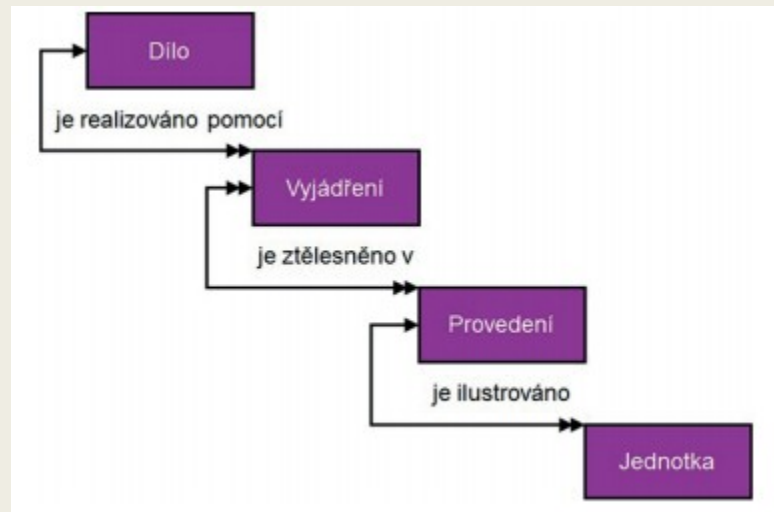 Dílo
je realizováno pomocí
Vyjádření
je ztělesněno v
Provedení
je ilustrováno
Jednotka